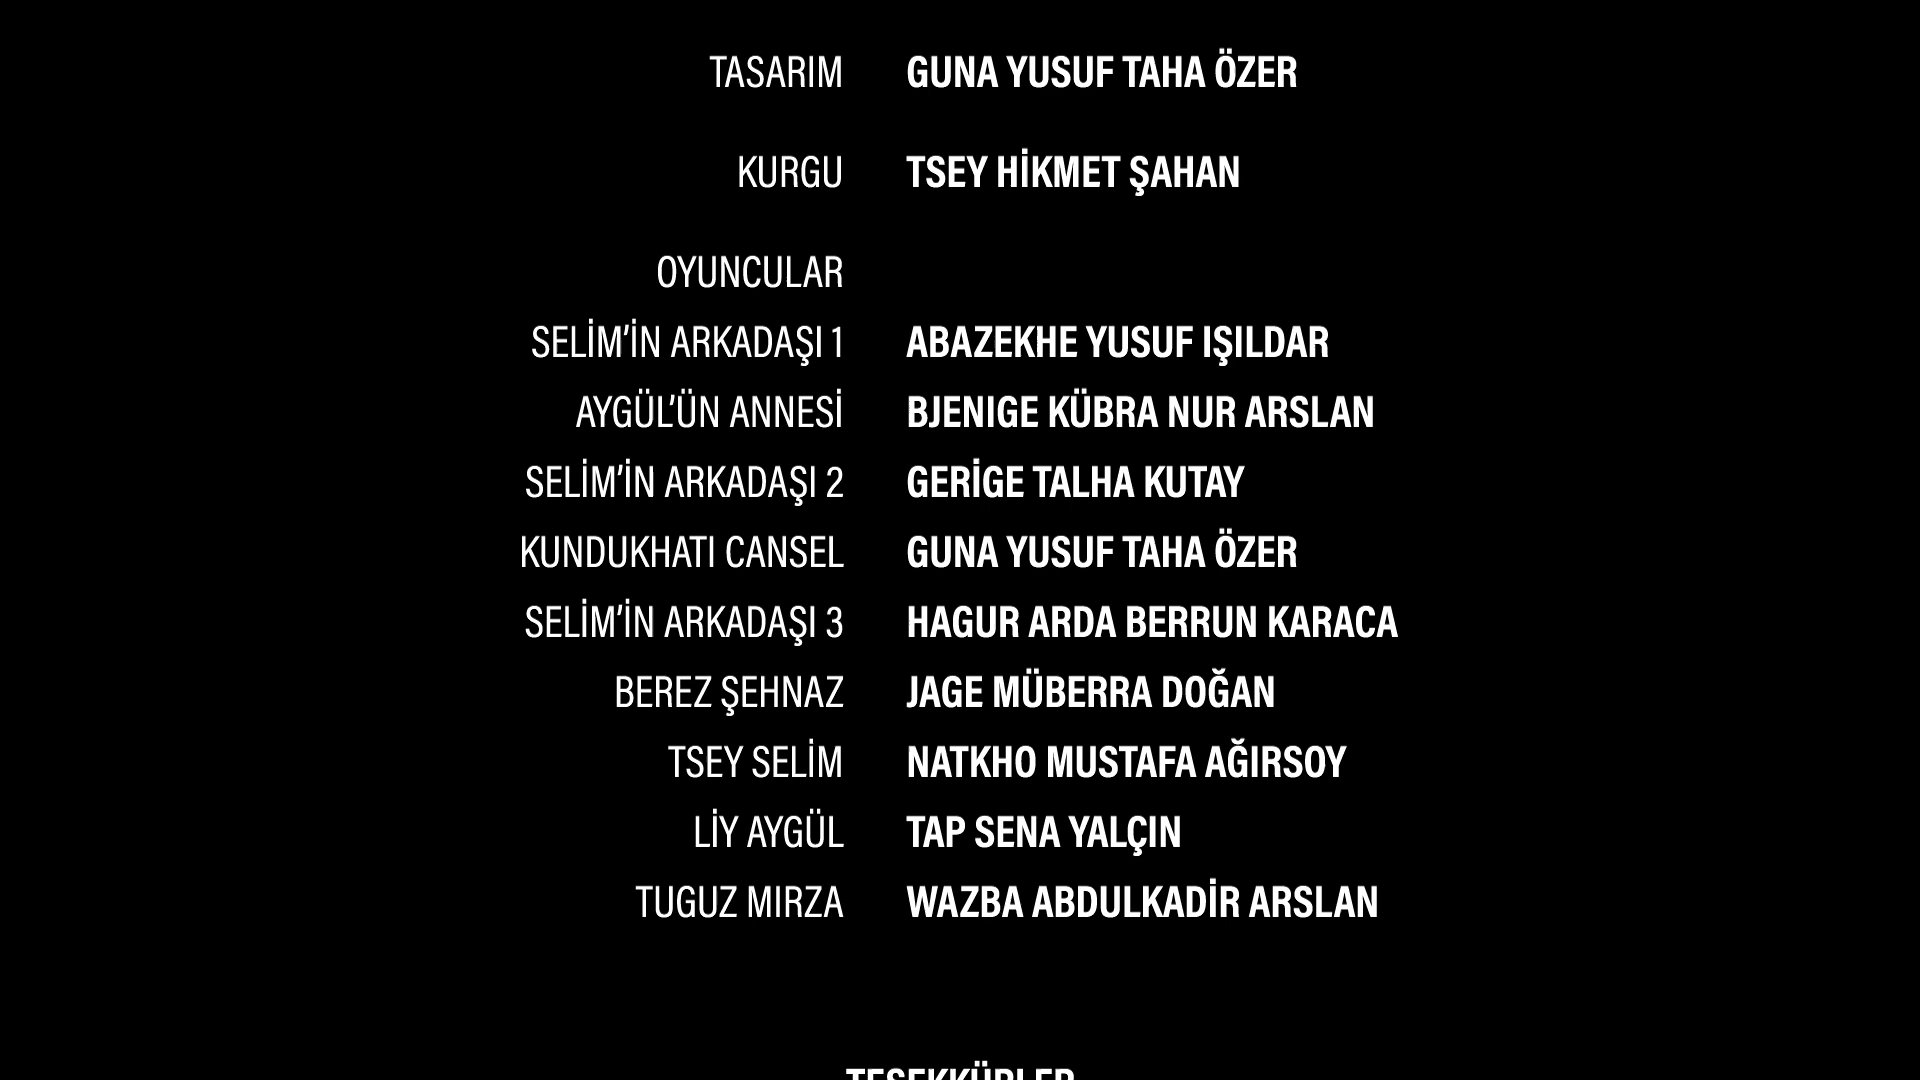 TASARIM GUNA YUSUF TAHA ÖZER
KURGU TSEY HİKMET ŞAHAN
OYUNCULAR
SELİM’İN ARKADAŞI 1 ABAZEKHE YUSUF IŞILDAR
AYGÜL’ÜN ANNESİ BJENIGE KÜBRA NUR ARSLAN
SELİM’İN ARKADAŞI 2 GERİGE TALHA KUTAY
KUNDUKHATI CANSEL GUNA YUSUF TAHA ÖZER
SELİM’İN ARKADAŞI 3 HAGUR ARDA BERRUN KARACA
BEREZ ŞEHNAZ JAGE MÜBERRA DOĞAN
TSEY SELİM NATKHO MUSTAFA AĞIRSOY
LİY AYGÜL TAP SENA YALÇIN
TUGUZ MIRZA WAZBA ABDULKADİR ARSLAN
TEŞEKKÜRLER